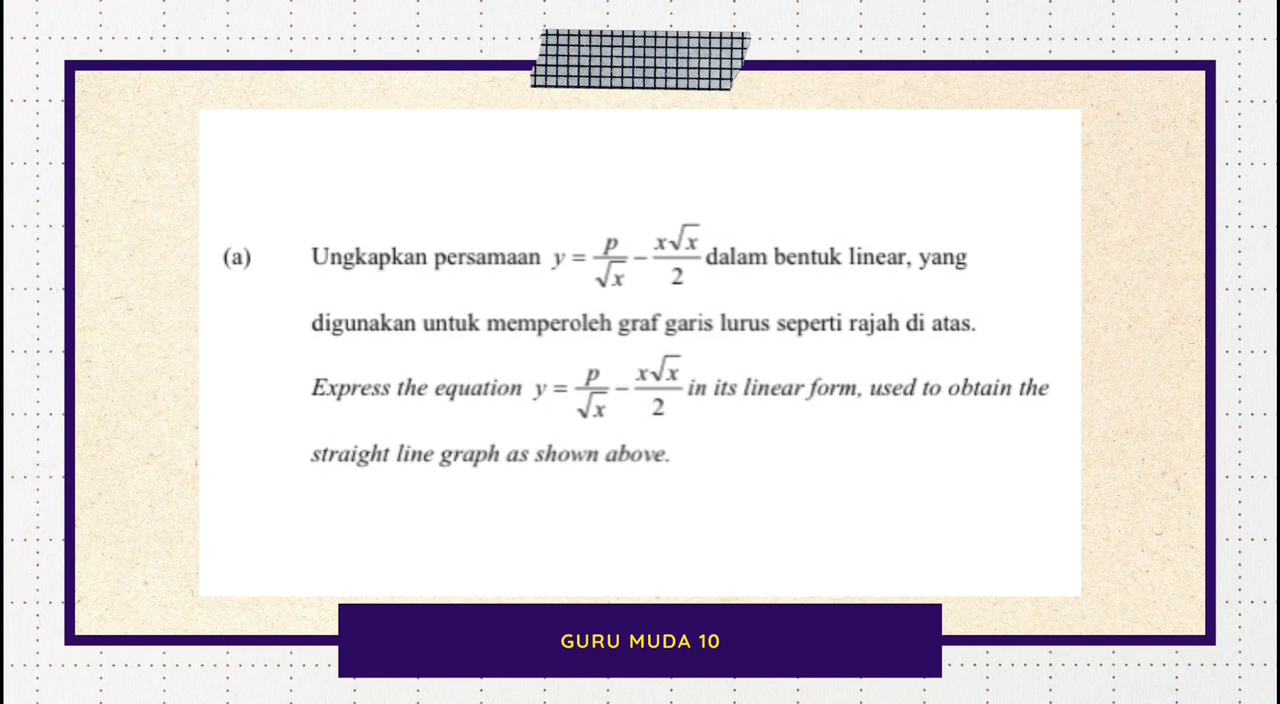 (a) Ungkapkan persamaan y = p/√x − x√x/2 dalam bentuk linear, yang
digunakan untuk memperoleh graf garis lurus seperti rajah di atas.
Express the equation y = p/√x − x√x/2 in its linear form, used to obtain the
straight line graph as shown above.
GURU MUDA 10